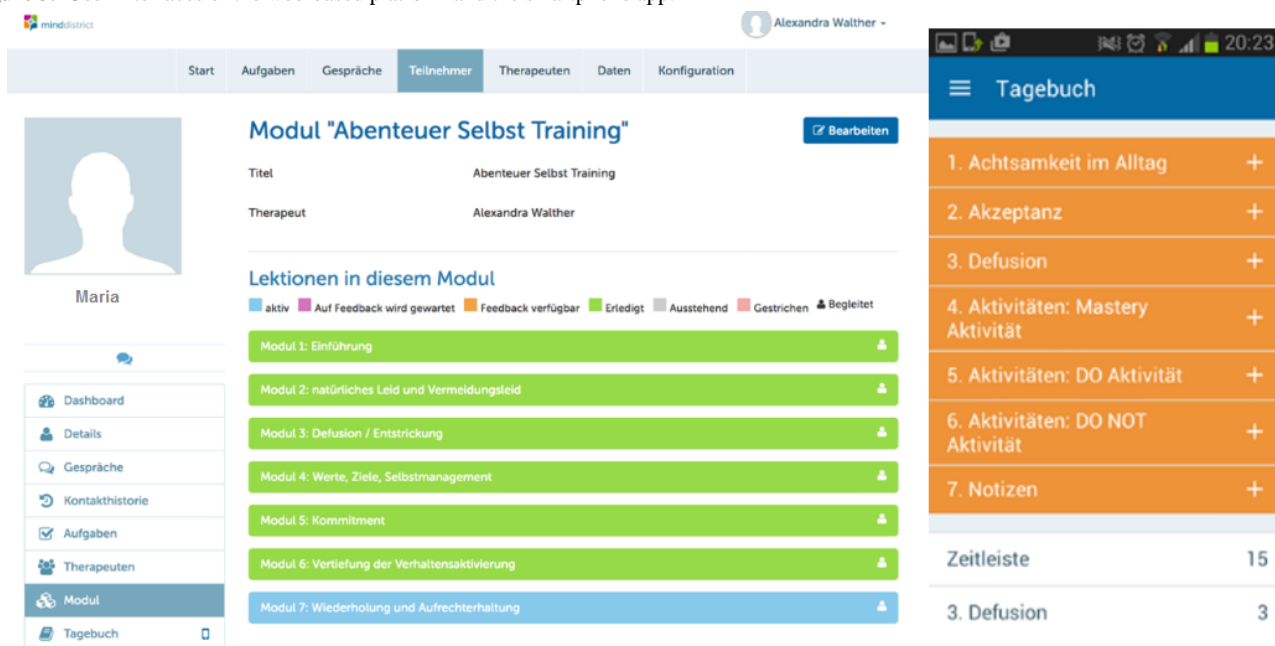 minddistrict
Alexandra Walther
Start Aufgaben Gespräche Teilnehmer Therapeuten Daten Konfiguration
Modul "Abenteuer Selbst Training"
Bearbeiten
Titel Abenteuer Selbst Training
Therapeut Alexandra Walther
Maria
Lektionen in diesem Modul
aktiv Auf Feedback wird gewartet Feedback verfügbar Erledigt Ausstehend Gestrichen Begleitet
Modul 1: Einführung
Modul 2: natürliches Leid und Vermeidungsleid
Modul 3: Defusion / Entstrickung
Modul 4: Werte, Ziele, Selbstmanagement
Modul 5: Kommitment
Modul 6: Vertiefung der Verhaltensaktivierung
Modul 7: Wiederholung und Aufrechterhaltung
Dashboard
Details
Gespräche
Kontakthistorie
Aufgaben
Therapeuten
Modul
Tagebuch
20:23
Tagebuch
1. Achtsamkeit im Alltag +
2. Akzeptanz +
3. Defusion +
4. Aktivitäten: Mastery
Aktivität +
5. Aktivitäten: DO Aktivität +
6. Aktivitäten: DO NOT
Aktivität +
7. Notizen +
Zeitleiste 15
3. Defusion 3